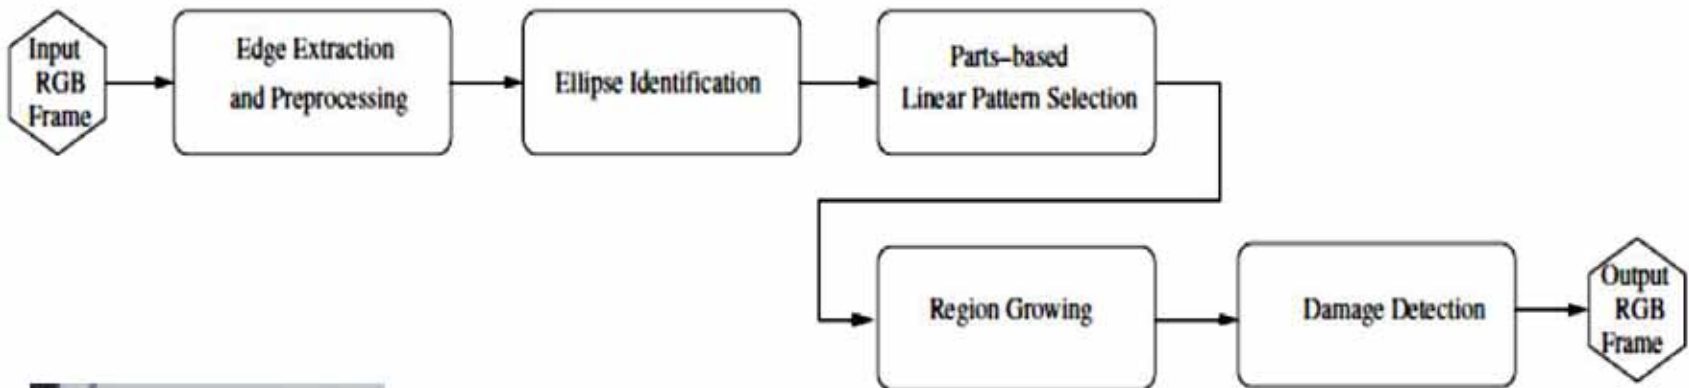 Input
RGB
Frame
Edge Extraction
and Preprocessing
Ellipse Identification
Parts-based
Linear Pattern Selection
Region Growing
Damage Detection
Output
RGB
Frame